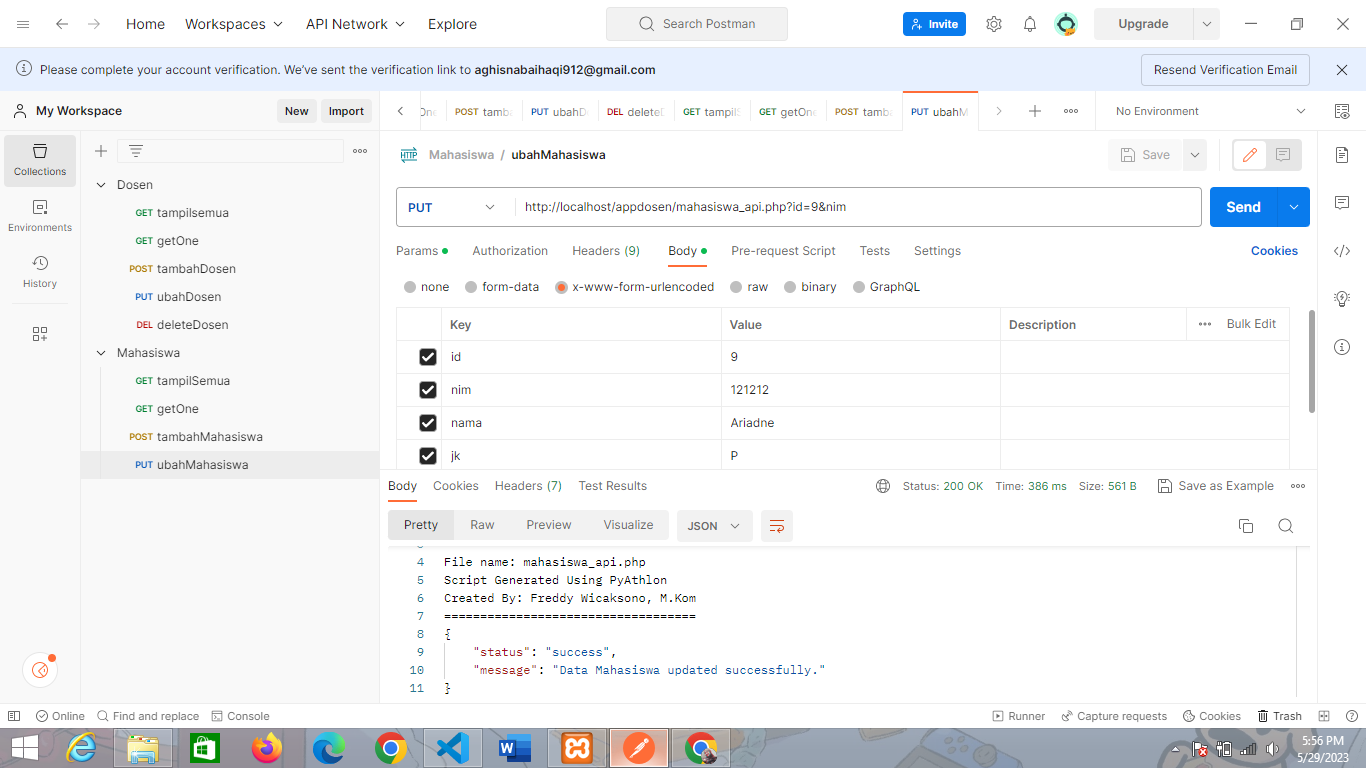 Home Workspaces API Network Explore Search Postman Invite Upgrade
Please complete your account verification. We've sent the verification link to aghisnabaihaqi912@gmail.com Resend Verification Email
My Workspace New Import POST tamba PUT ubahD DEL deleteD GET tampilS GET getOne POST tamba PUT ubahM No Environment
Collections
Environments
History
Dosen
GET tampilsemua
GET getOne
POST tambahDosen
PUT ubahDosen
DEL deleteDosen
Mahasiswa
GET tampilSemua
GET getOne
POST tambahMahasiswa
PUT ubahMahasiswa
HTTP Mahasiswa / ubahMahasiswa Save
PUT http://localhost/appdosen/mahasiswa_api.php?id=9&nim Send
Params Authorization Headers (9) Body Pre-request Script Tests Settings Cookies
none form-data x-www-form-urlencoded raw binary GraphQL
Key Value Description Bulk Edit
id 9
nim 121212
nama Ariadne
jk P
Body Cookies Headers (7) Test Results Status: 200 OK Time: 386 ms Size: 561 B Save as Example
Pretty Raw Preview Visualize JSON
4 File name: mahasiswa_api.php
5 Script Generated Using PyAthlon
6 Created By: Freddy Wicaksono, M.Kom
7 ===================================
8 {
9 "status": "success",
10 "message": "Data Mahasiswa updated successfully."
11 }
Online Find and replace Console Runner Capture requests Cookies Trash
5:56 PM
5/29/2023